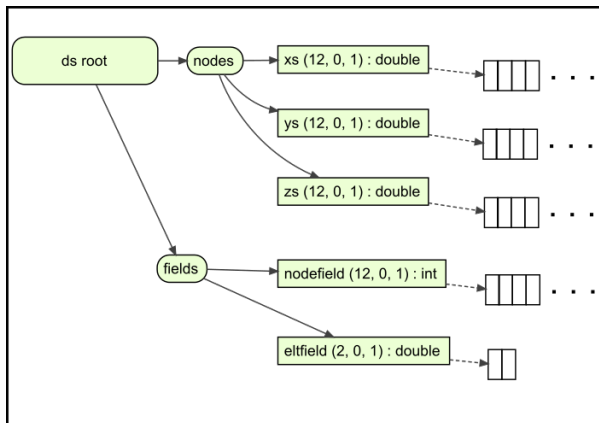 ds root
nodes
xs (12, 0, 1) : double
ys (12, 0, 1) : double
zs (12, 0, 1) : double
fields
nodefield (12, 0, 1) : int
eltfield (2, 0, 1) : double